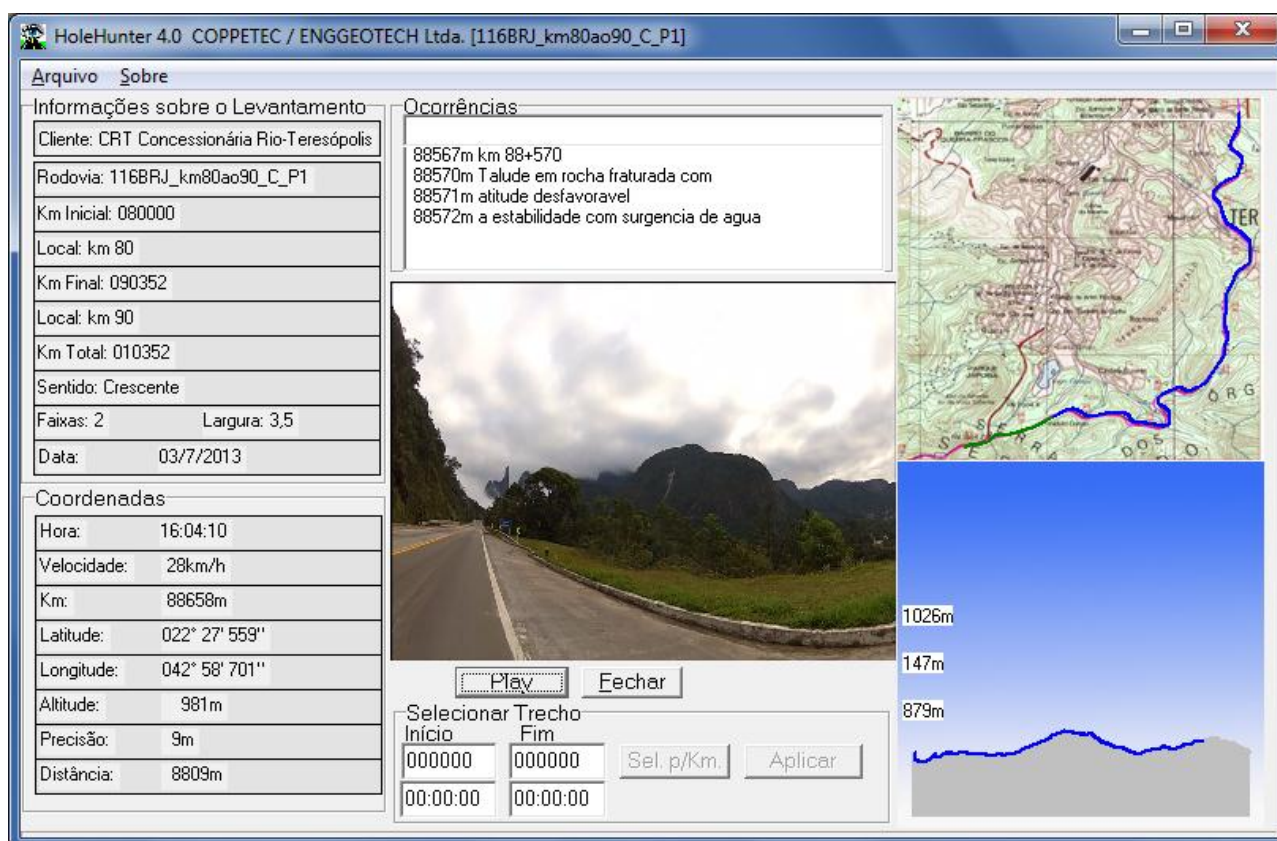 HoleHunter 4.0 COPPETEC / ENGGEOTECH Ltda. [116BRJ_km80ao90_C_P1]
Arquivo Sobre
Informações sobre o Levantamento
Cliente: CRT Concessionária Rio-Teresópolis
Rodovia: 116BRJ_km80ao90_C_P1
Km Inicial: 080000
Local: km 80
Km Final: 090352
Local: km 90
Km Total: 010352
Sentido: Crescente
Faixas: 2 Largura: 3,5
Data: 03/7/2013
Coordenadas
Hora: 16:04:10
Velocidade: 28km/h
Km: 88658m
Latitude: 022° 27' 559''
Longitude: 042° 58' 701''
Altitude: 981m
Precisão: 9m
Distância: 8809m
Ocorrências
88567m km 88+570
88570m Talude em rocha fraturada com
88571m atitude desfavoravel
88572m a estabilidade com surgencia de agua
Play Fechar
Selecionar Trecho
Início Fim
000000 000000 Sel. p/Km. Aplicar
00:00:00 00:00:00
TER
ÓRG
SERRA DOS
1026m
147m
879m